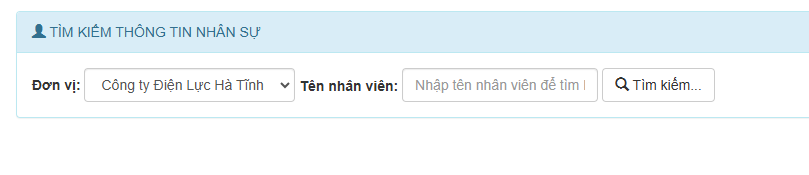 TÌM KIẾM THÔNG TIN NHÂN SỰ
Đơn vị: Công ty Điện Lực Hà Tĩnh Tên nhân viên: Nhập tên nhân viên để tìm Tìm kiếm...